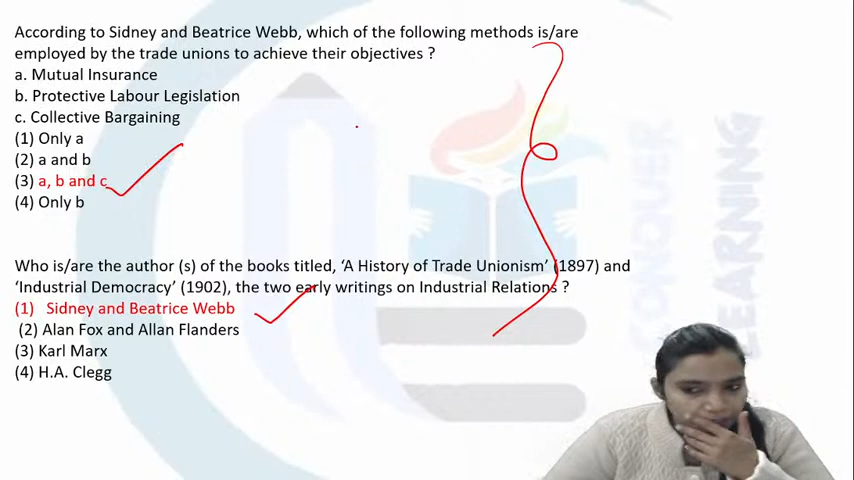 According to Sidney and Beatrice Webb, which of the following methods is/are
employed by the trade unions to achieve their objectives ?
a. Mutual Insurance
b. Protective Labour Legislation
c. Collective Bargaining
(1) Only a
(2) a and b
(3) a, b and c
(4) Only b
Who is/are the author (s) of the books titled, ‘A History of Trade Unionism’ (1897) and
‘Industrial Democracy’ (1902), the two early writings on Industrial Relations ?
(1) Sidney and Beatrice Webb
(2) Alan Fox and Allan Flanders
(3) Karl Marx
(4) H.A. Clegg
CONQUER
LEARNING